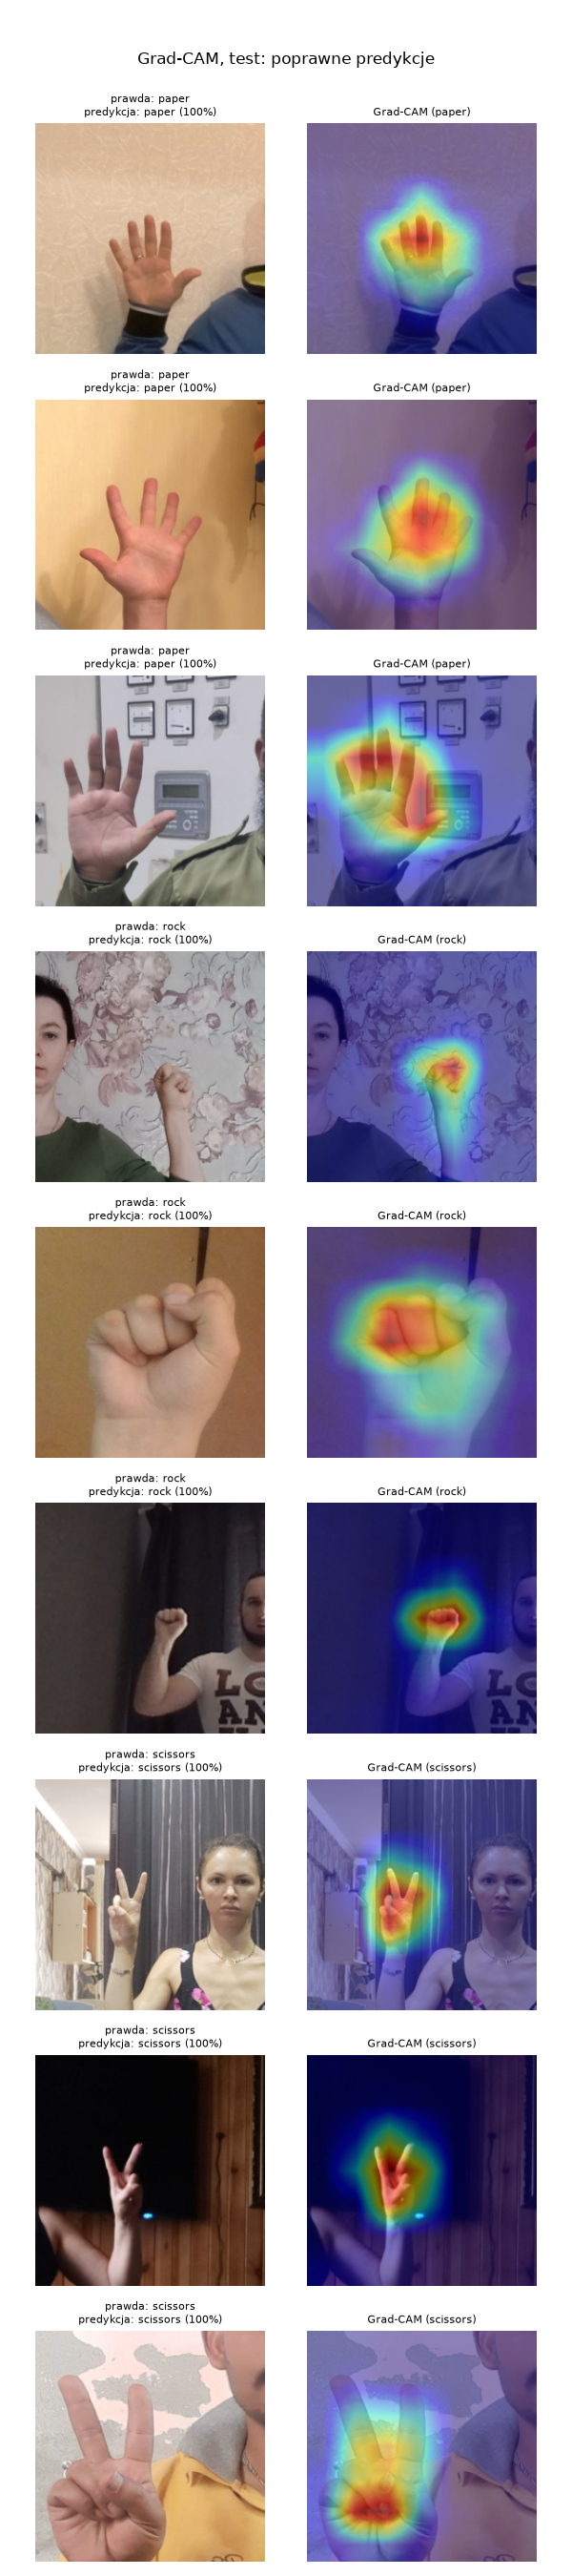 Grad-CAM, test: poprawne predykcje
prawda: paper
predykcja: paper (100%)
Grad-CAM (paper)
prawda: paper
predykcja: paper (100%)
Grad-CAM (paper)
prawda: paper
predykcja: paper (100%)
Grad-CAM (paper)
prawda: rock
predykcja: rock (100%)
Grad-CAM (rock)
prawda: rock
predykcja: rock (100%)
Grad-CAM (rock)
prawda: rock
predykcja: rock (100%)
Grad-CAM (rock)
LO
AN
LO
AN
prawda: scissors
predykcja: scissors (100%)
Grad-CAM (scissors)
prawda: scissors
predykcja: scissors (100%)
Grad-CAM (scissors)
prawda: scissors
predykcja: scissors (100%)
Grad-CAM (scissors)